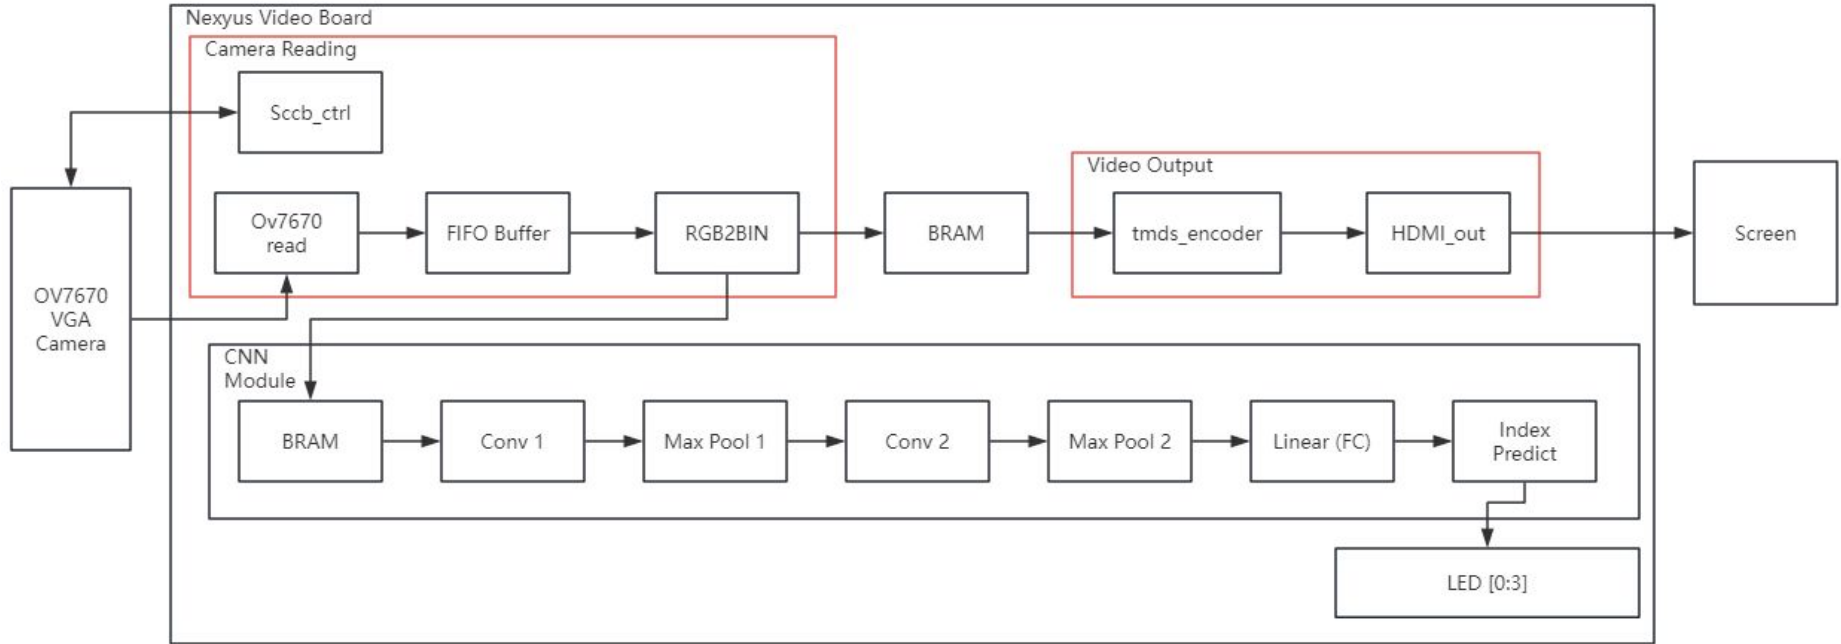 Nexyus Video Board
Camera Reading
Sccb_ctrl
Video Output
Ov7670
read
FIFO Buffer
RGB2BIN
BRAM
tmds_encoder
HDMI_out
Screen
OV7670
VGA
Camera
CNN
Module
BRAM
Conv 1
Max Pool 1
Conv 2
Max Pool 2
Linear (FC)
Index
Predict
LED [0:3]